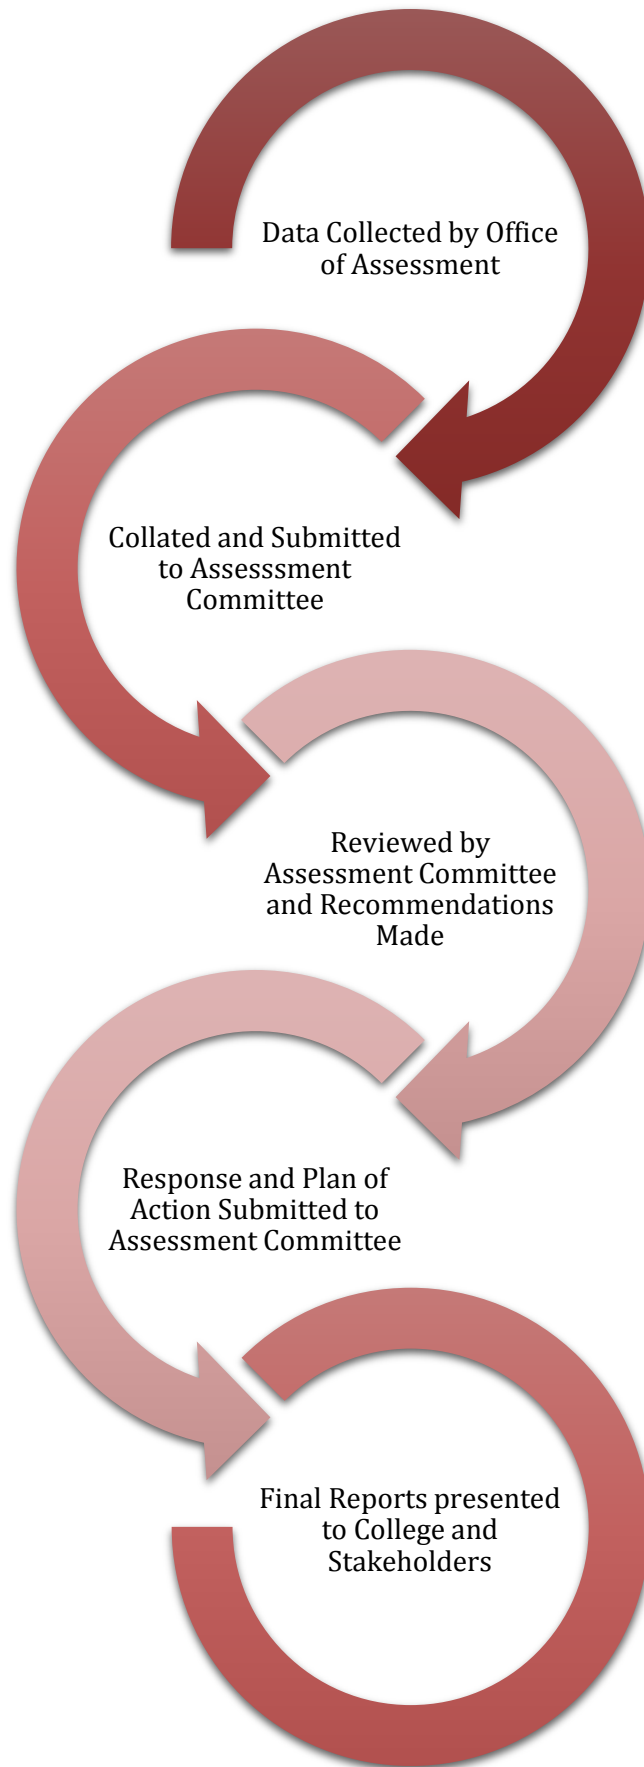 Data Collected by Office
of Assessment
Collated and Submitted
to Assesssment
Committee
Reviewed by
Assessment Committee
and Recommendations
Made
Response and Plan of
Action Submitted to
Assessment Committee
Final Reports presented
to College and
Stakeholders